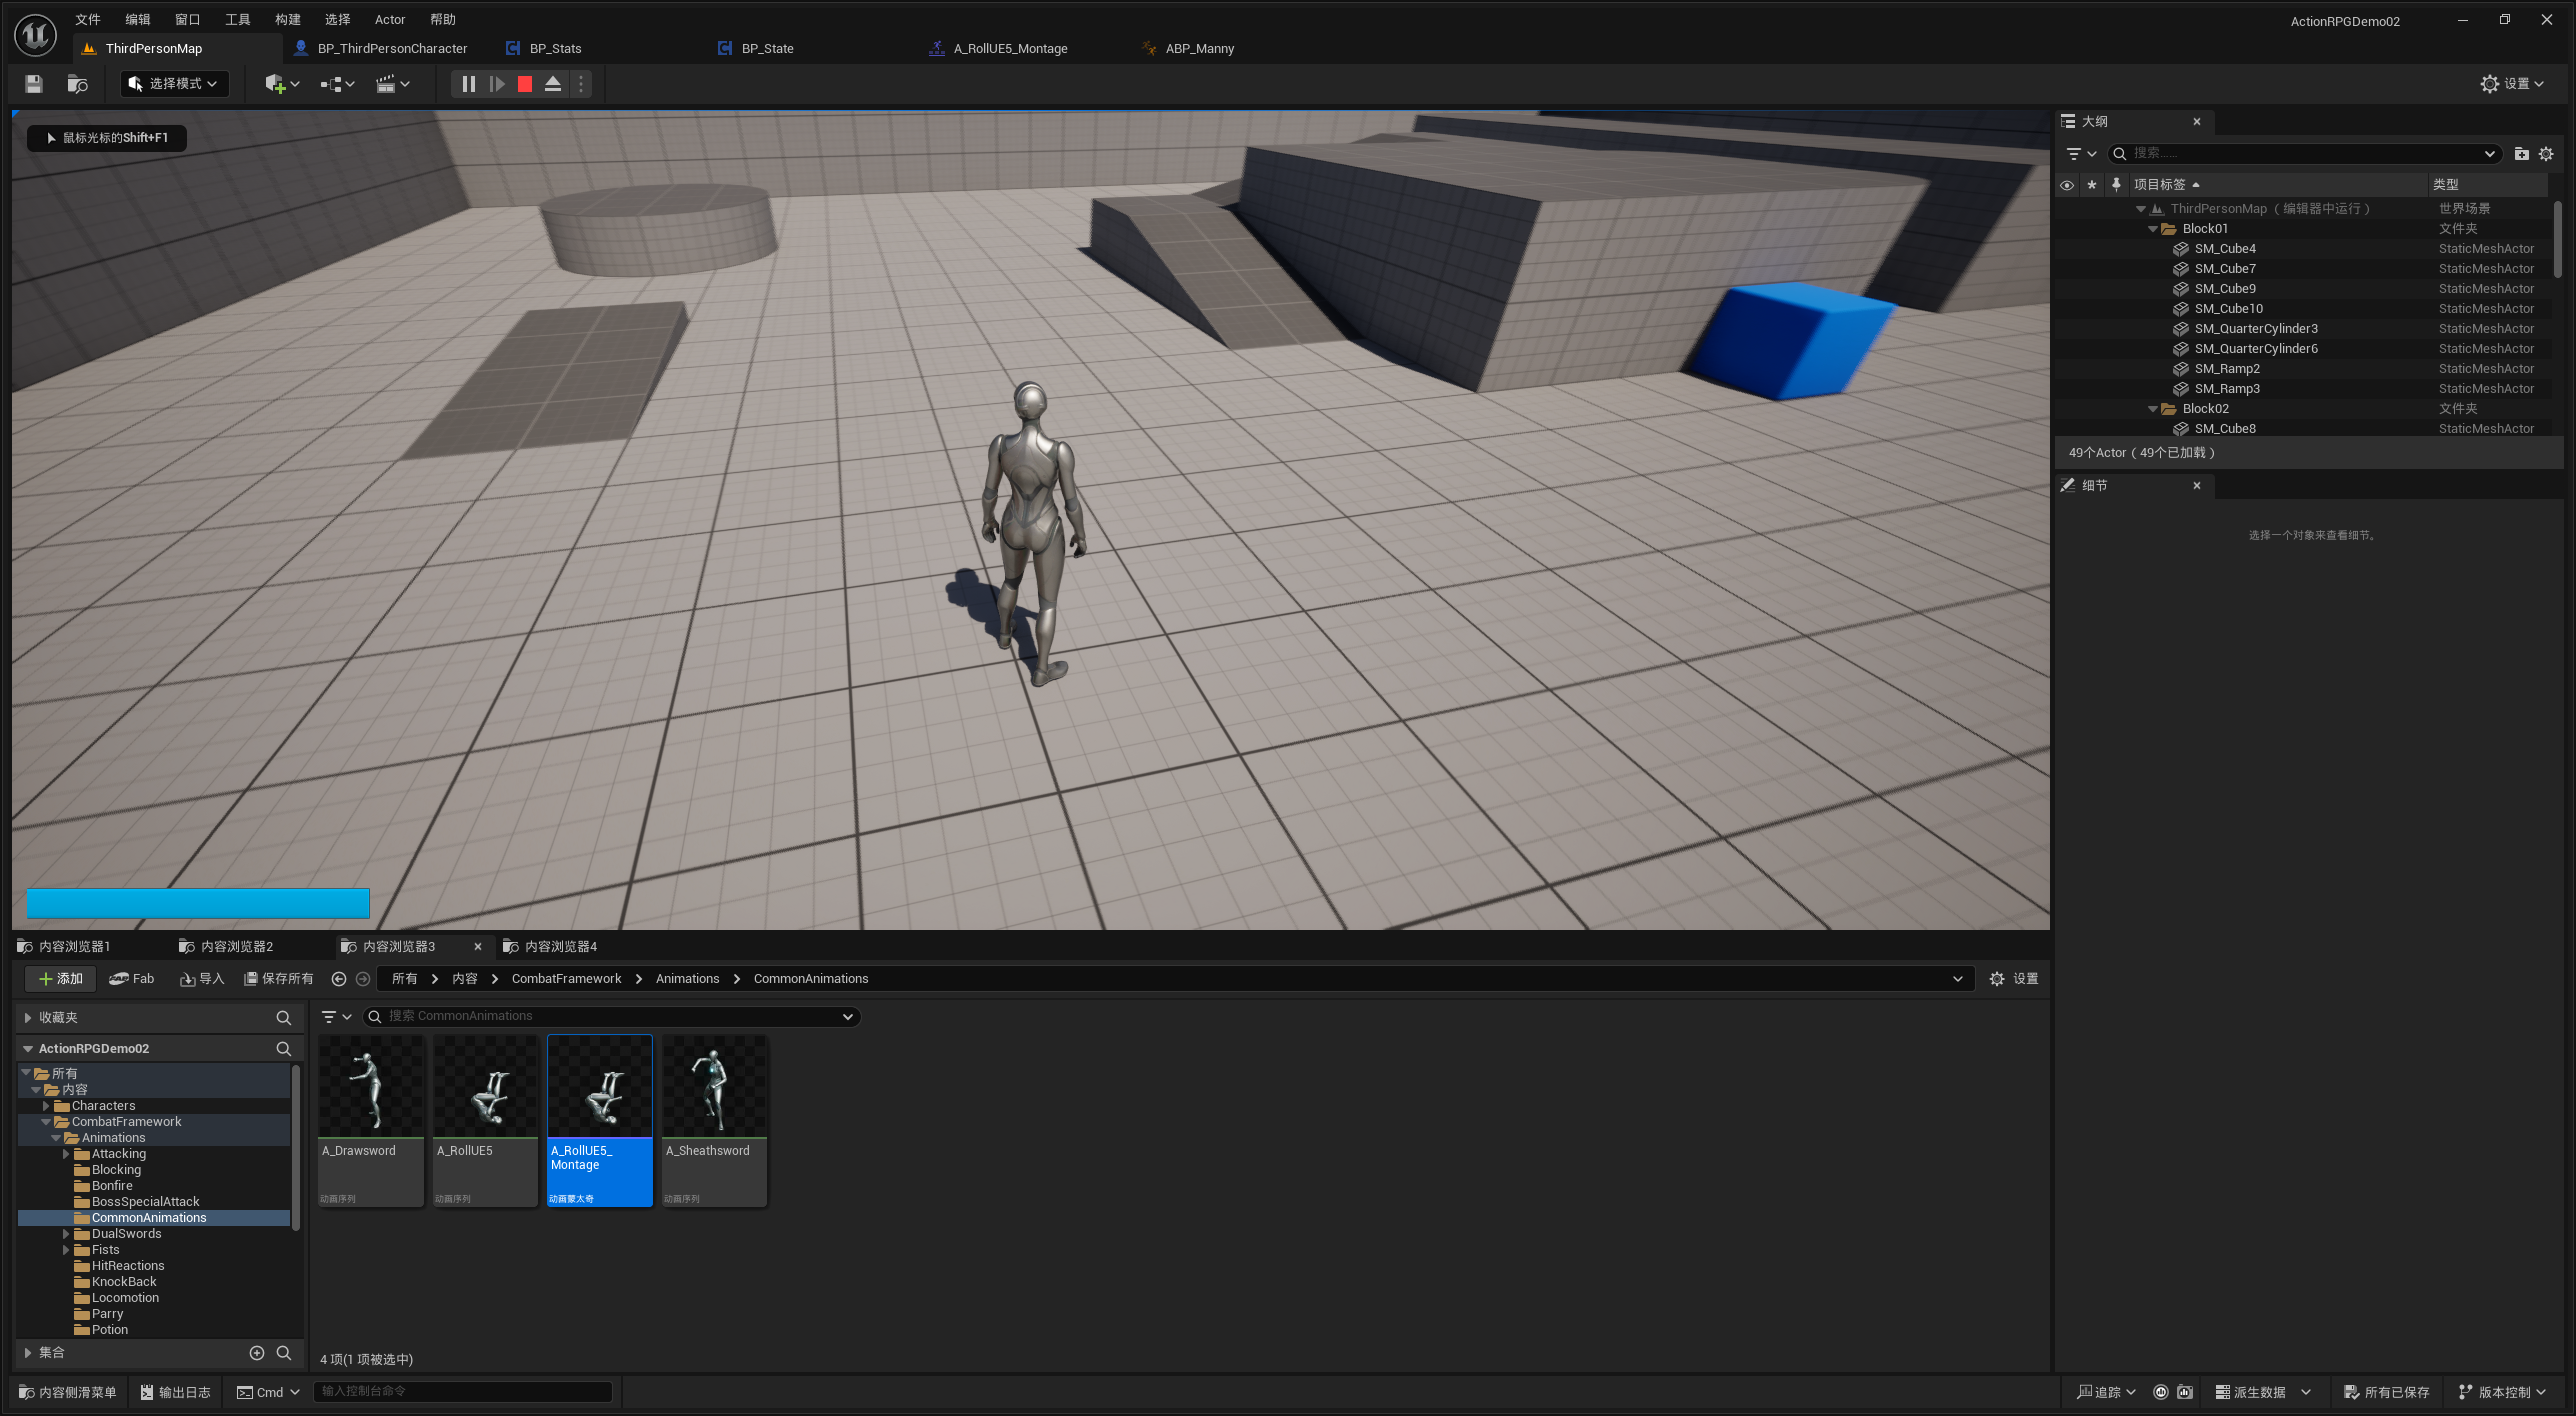 文件 编辑 窗口 工具 构建 选择 Actor 帮助
ActionRPGDemo02
ThirdPersonMap BP_ThirdPersonCharacter BP_Stats BP_State A_RollUE5_Montage ABP_Manny
选择模式
设置
鼠标光标的Shift+F1
大纲
搜索......
项目标签 类型
ThirdPersonMap（编辑器中运行） 世界场景
Block01 文件夹
SM_Cube4 StaticMeshActor
SM_Cube7 StaticMeshActor
SM_Cube9 StaticMeshActor
SM_Cube10 StaticMeshActor
SM_QuarterCylinder3 StaticMeshActor
SM_QuarterCylinder6 StaticMeshActor
SM_Ramp2 StaticMeshActor
SM_Ramp3 StaticMeshActor
Block02 文件夹
SM_Cube8 StaticMeshActor
49个Actor（49个已加载）
细节
选择一个对象来查看细节。
内容浏览器1 内容浏览器2 内容浏览器3 内容浏览器4
添加 Fab 导入 保存所有 所有 内容 CombatFramework Animations CommonAnimations 设置
收藏夹
ActionRPGDemo02
所有
内容
Characters
CombatFramework
Animations
Attacking
Blocking
Bonfire
BossSpecialAttack
CommonAnimations
DualSwords
Fists
HitReactions
KnockBack
Locomotion
Parry
Potion
集合
搜索 CommonAnimations
A_Drawsword
动画序列
A_RollUE5
动画序列
A_RollUE5_
Montage
动画蒙太奇
A_Sheathsword
动画序列
4 项(1 项被选中)
内容侧滑菜单 输出日志 Cmd 输入控制台命令
追踪 派生数据 所有已保存 版本控制